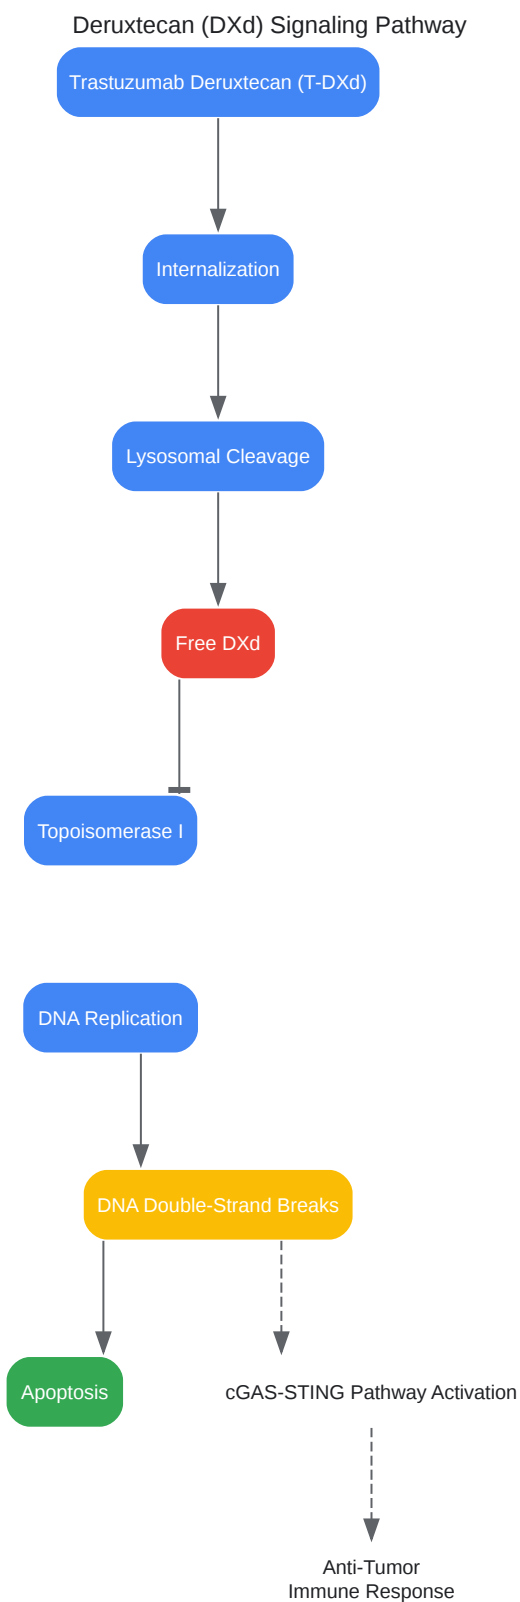 Deruxtecan (DXd) Signaling Pathway
Trastuzumab Deruxtecan (T-DXd)
Internalization
Lysosomal Cleavage
Free DXd
Topoisomerase I
DNA Replication
DNA Double-Strand Breaks
Apoptosis
cGAS-STING Pathway Activation
Anti-Tumor
Immune Response